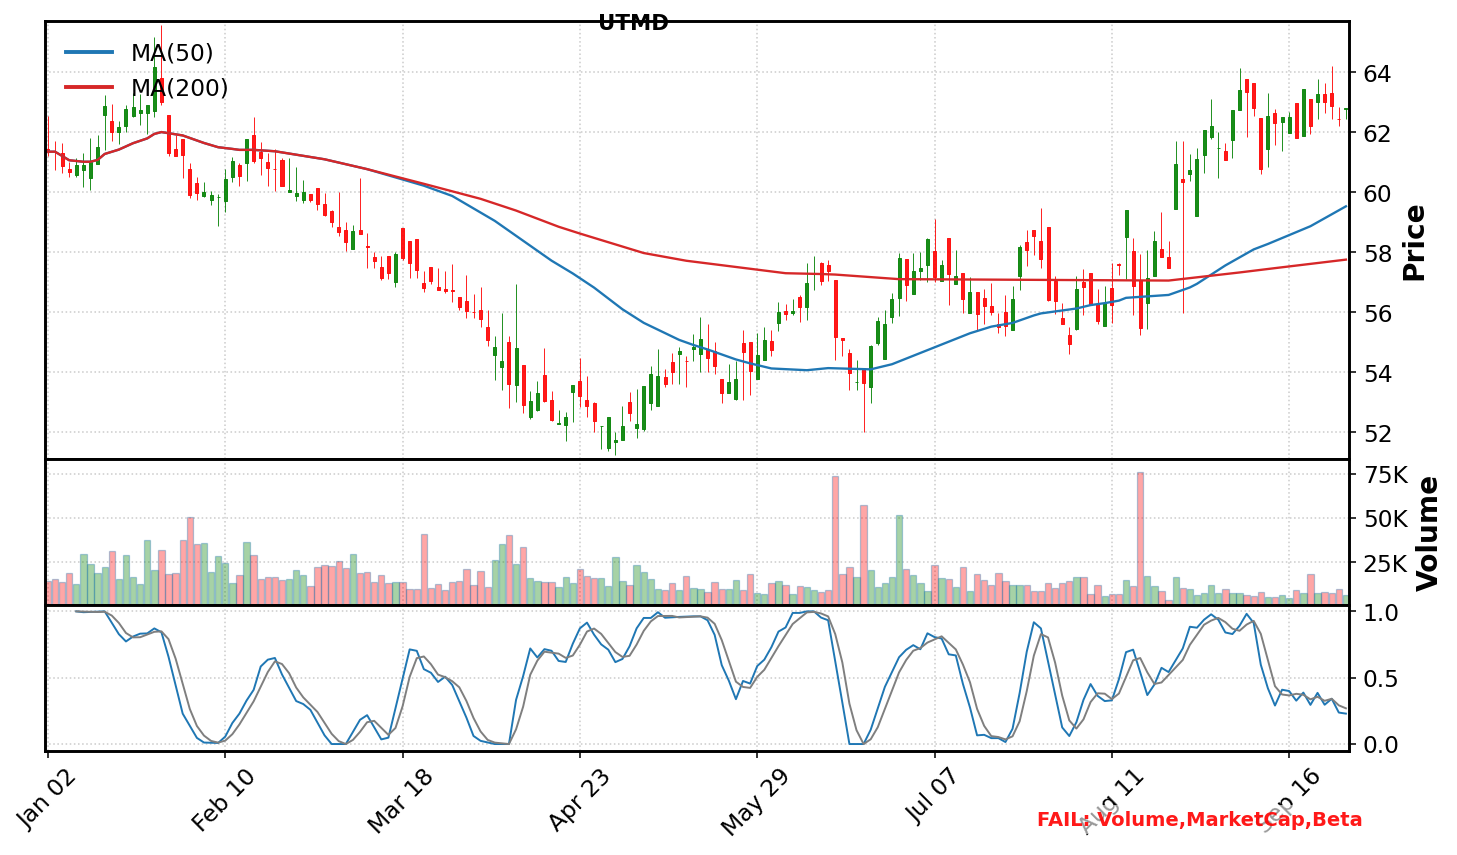 UTMD
MA(50)
MA(200)
64
62
60
58
56
54
52
Price
75K
50K
25K
Volume
1.0
0.5
0.0
Jan 02
Feb 10
Mar 18
Apr 23
May 29
Jul 07
Aug 11
Sep 16
FAIL: Volume,MarketCap,Beta